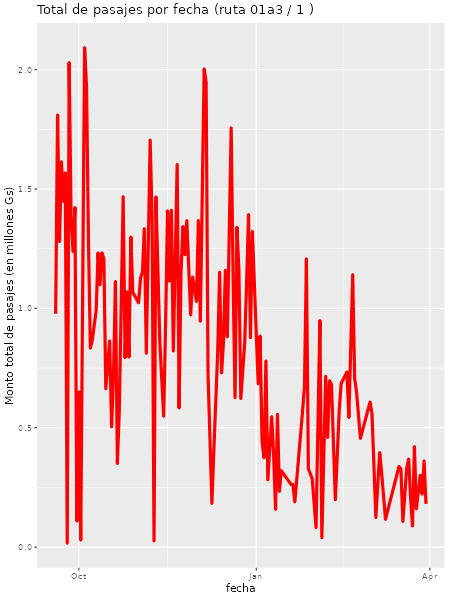 Total de pasajes por fecha (ruta 01a3 / 1 )
Monto total de pasajes (en millones Gs)
2.0
1.5
1.0
0.5
0.0
Oct
Jan
Apr
fecha